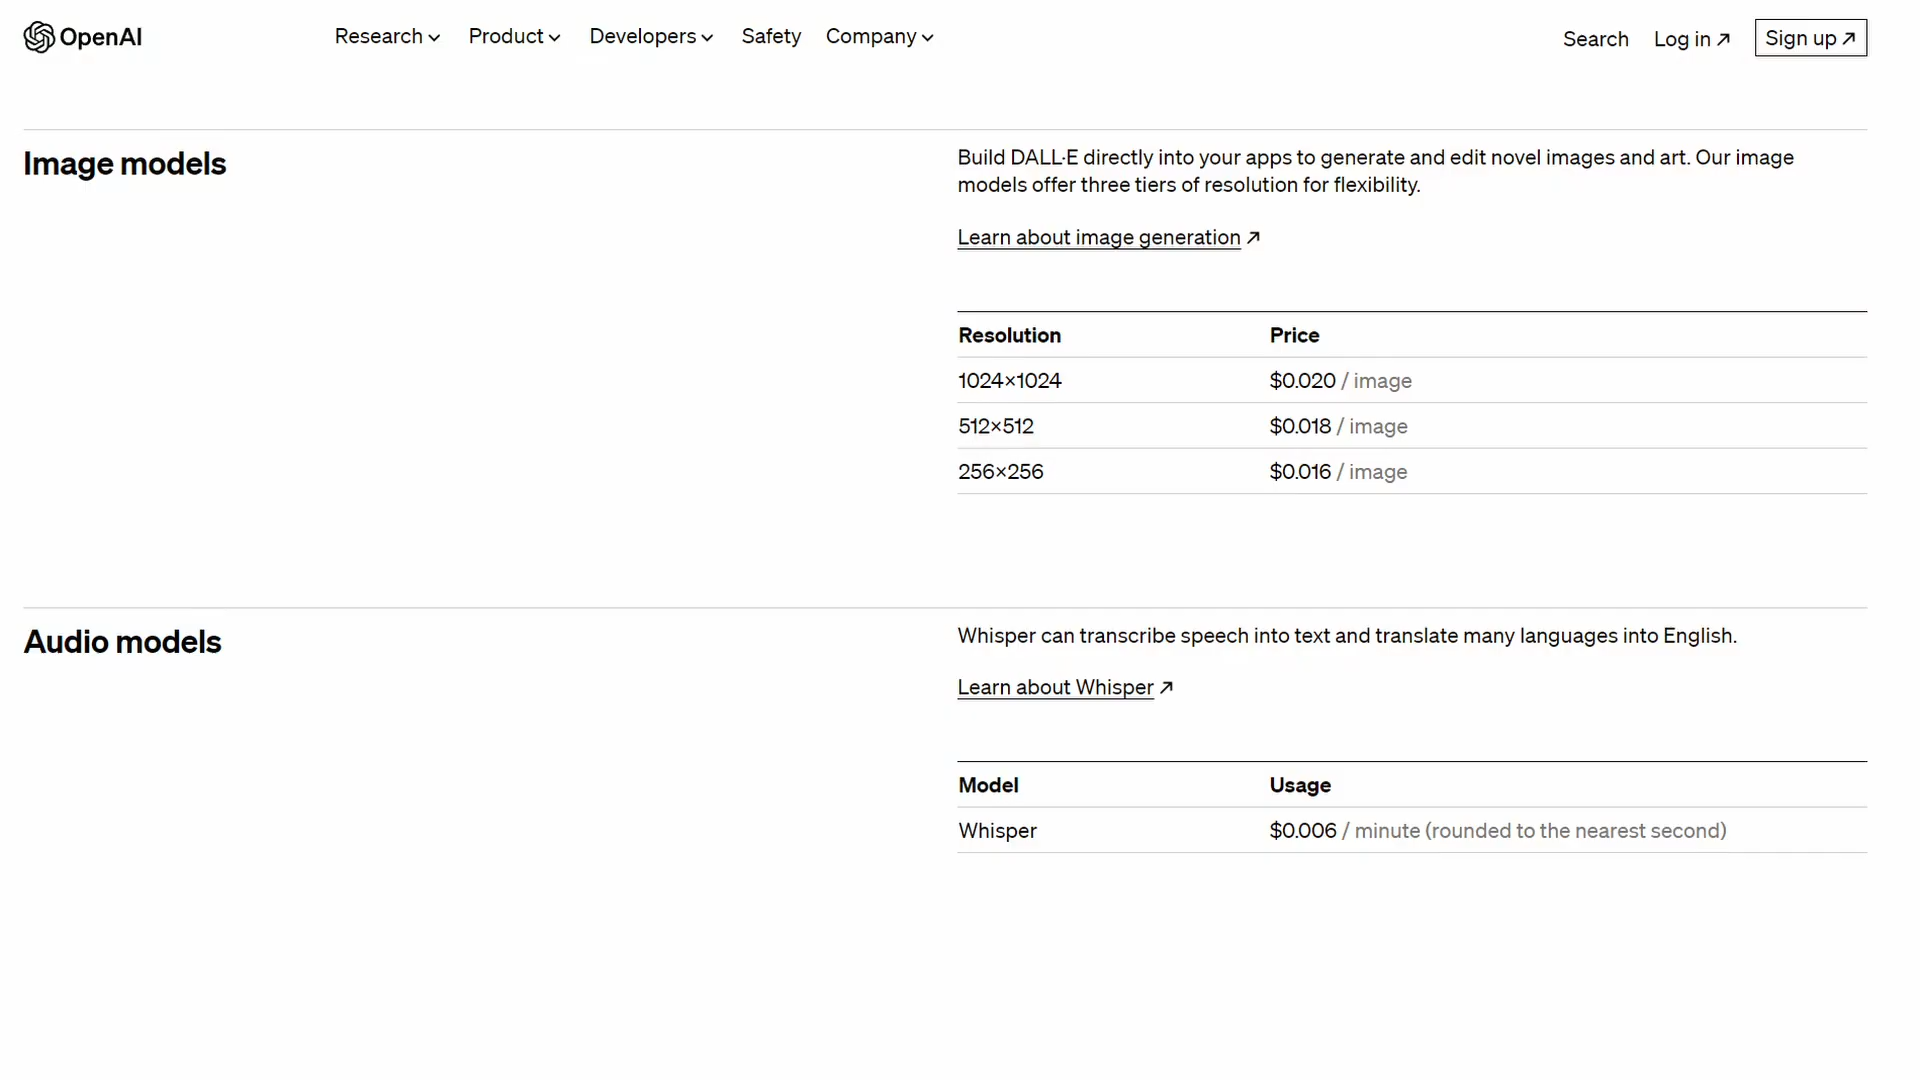 OpenAI
Research Product Developers Safety Company
Search Log in ↗ Sign up ↗
Image models
Build DALL·E directly into your apps to generate and edit novel images and art. Our image
models offer three tiers of resolution for flexibility.
Learn about image generation ↗
Resolution Price
1024×1024 $0.020 / image
512×512 $0.018 / image
256×256 $0.016 / image
Audio models
Whisper can transcribe speech into text and translate many languages into English.
Learn about Whisper ↗
Model Usage
Whisper $0.006 / minute (rounded to the nearest second)